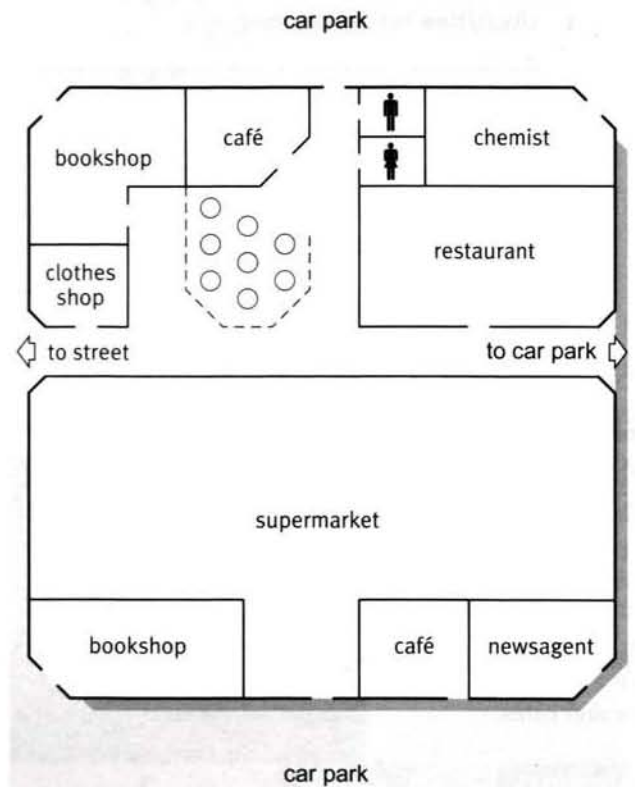 car park
bookshop
café
chemist
clothes
shop
restaurant
to street
to car park
supermarket
bookshop
café
newsagent
car park